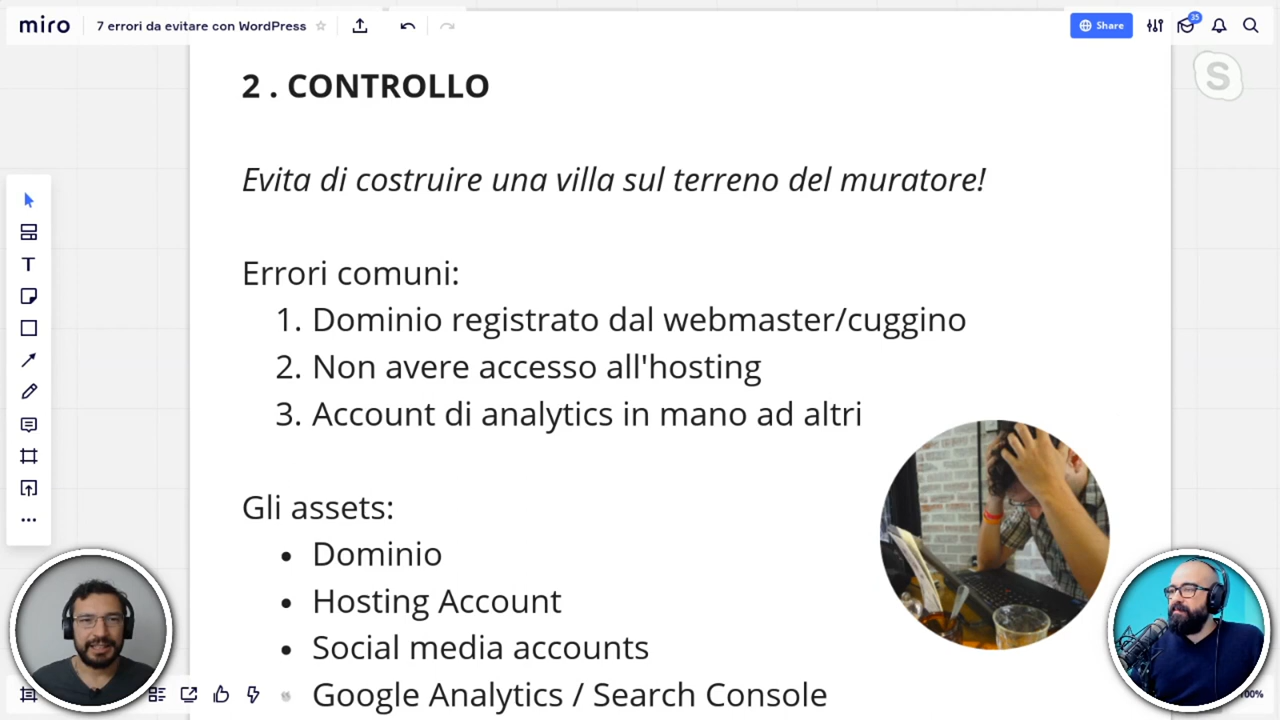 miro
7 errori da evitare con WordPress
Share
35
S
2 . CONTROLLO
Evita di costruire una villa sul terreno del muratore!
Errori comuni:
1. Dominio registrato dal webmaster/cuggino
2. Non avere accesso all'hosting
3. Account di analytics in mano ad altri
Gli assets:
• Dominio
• Hosting Account
• Social media accounts
Google Analytics / Search Console
T